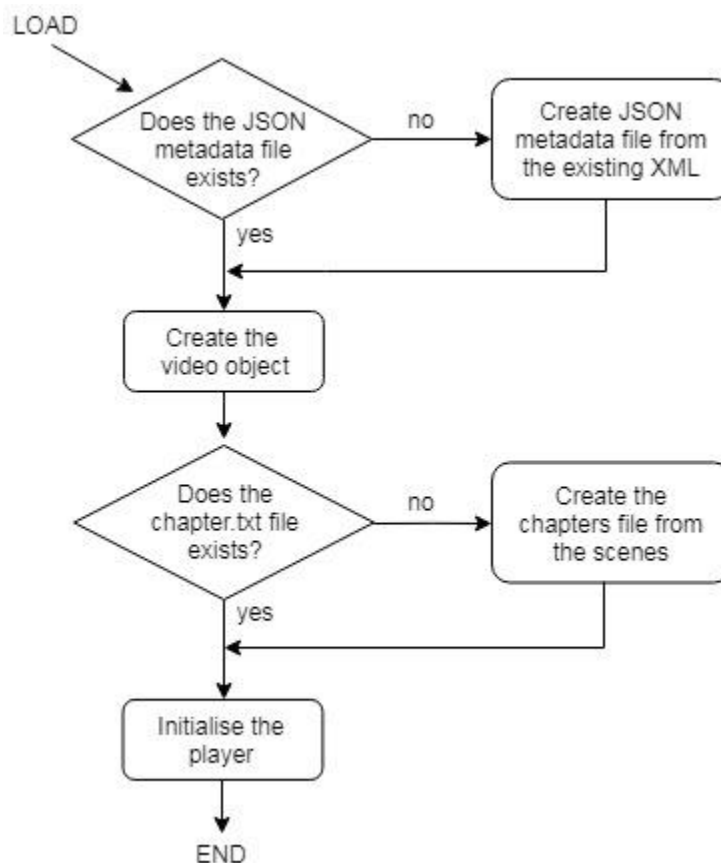 LOAD
Does the JSON
metadata file
exists?
no
Create JSON
metadata file from
the existing XML
yes
Create the
video object
Does the
chapter.txt file
exists?
no
Create the
chapters file from
the scenes
yes
Initialise the
player
END